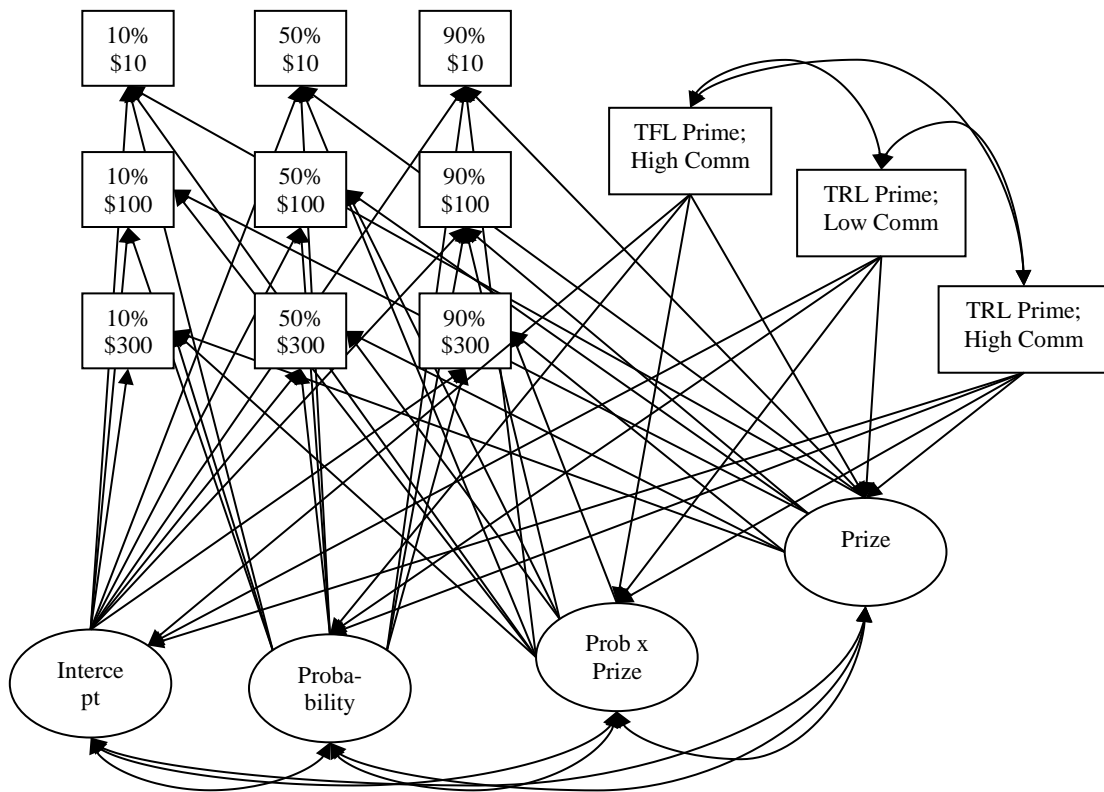 10%
$10
50%
$10
90%
$10
TFL Prime;
High Comm
10%
$100
50%
$100
90%
$100
TRL Prime;
Low Comm
10%
$300
50%
$300
90%
$300
TRL Prime;
High Comm
Prize
Interce
pt
Proba-
bility
Prob x
Prize